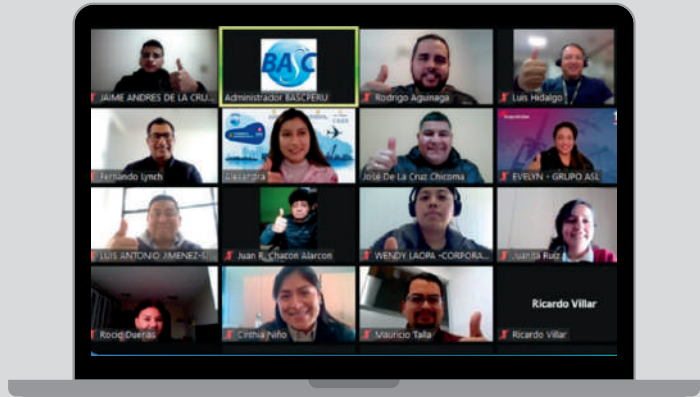 JAIME ANDRES DE LA CRU...
BASC
Administrador BASCPERU
Rodrigo Aguinaga
Luis Hidalgo
Fernando Lynch
Alexandra
José De La Cruz Chicoma
EVELYN - GRUPO ASL
LUIS ANTONIO JIMENEZ-S...
Juan R. Chacon Alarcon
WENDY LAOPA -CORPORA...
Juanita Ruiz
Rocio Dueñas
Cinthia Niño
Mauricio Talla
Ricardo Villar
Ricardo Villar